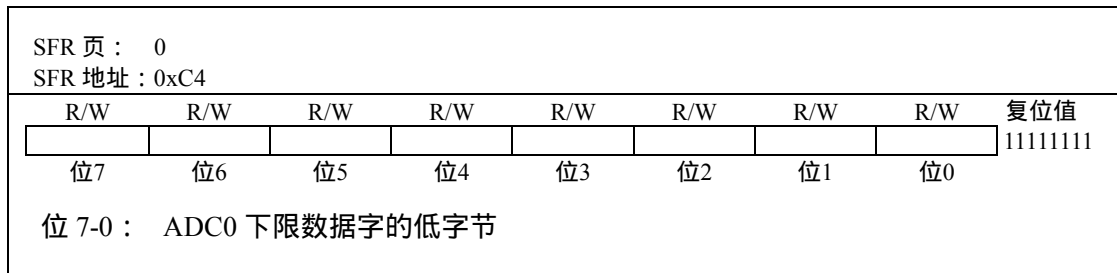 SFR 页： 0
SFR 地址：0xC4
R/W R/W R/W R/W R/W R/W R/W R/W 复位值
11111111
位7 位6 位5 位4 位3 位2 位1 位0
位 7-0： ADC0 下限数据字的低字节